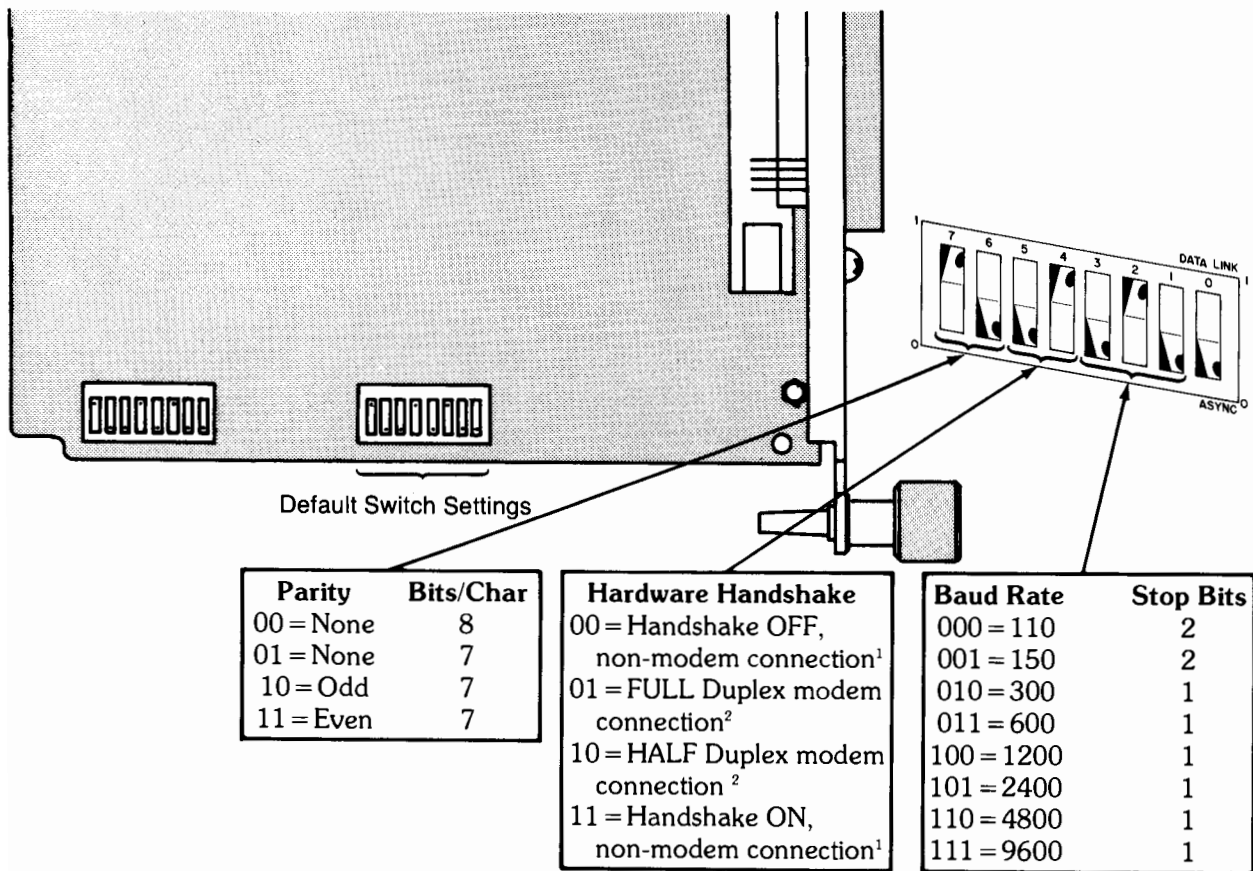 1
7 6 5 4 3 2 1 0
DATA LINK
1
0
0
ASYNC
Default Switch Settings
Parity Bits/Char
00=None 8
01=None 7
10=Odd 7
11=Even 7
Hardware Handshake
00=Handshake OFF,
non-modem connection¹
01=FULL Duplex modem
connection²
10=HALF Duplex modem
connection ²
11=Handshake ON,
non-modem connection¹
Baud Rate Stop Bits
000=110 2
001=150 2
010=300 1
011=600 1
100=1200 1
101=2400 1
110=4800 1
111=9600 1